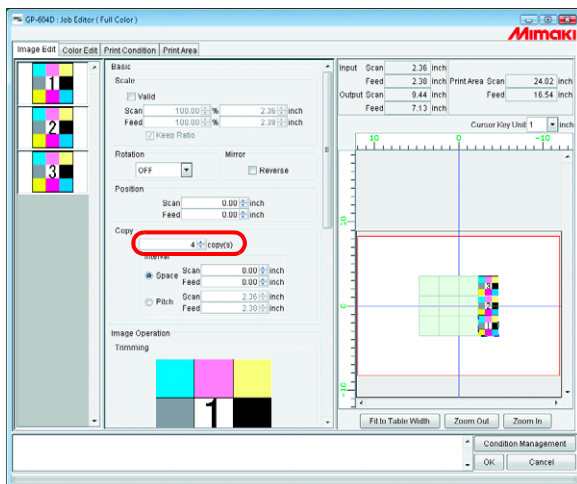 GP-604D : Job Editor ( Full Color )
Mimaki
Image Edit Color Edit Print Condition Print Area
1
2
3
Basic
Scale
Valid
Scan 100.00 % 2.36 inch
Feed 100.00 % 2.38 inch
Keep Ratio
Rotation Mirror
OFF Reverse
Position
Scan 0.00 inch
Feed 0.00 inch
Copy
4 copy(s)
Interval
Space Scan 0.00 inch
Feed 0.00 inch
Pitch Scan 2.36 inch
Feed 2.38 inch
Image Operation
Trimming
1
Input Scan 2.36 inch
Feed 2.38 inch Print Area Scan 24.02 inch
Output Scan 9.44 inch Feed 16.54 inch
Feed 7.13 inch
Cursor Key Unit 1 inch
10 0 -10
10
0
-10
3
2
1
Fit to Table Width Zoom Out Zoom In
Condition Management
OK Cancel